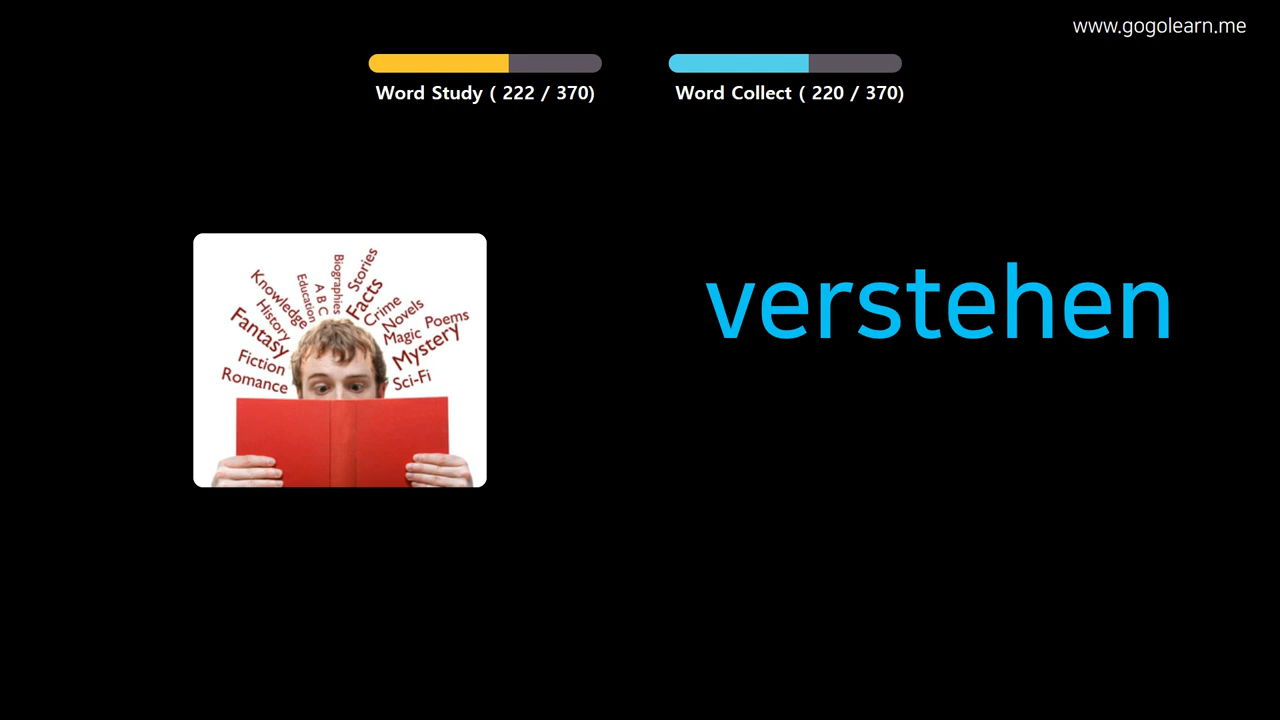 www.gogolearn.me
Word Study ( 222 / 370)
Word Collect ( 220 / 370)
verstehen
Knowledge
History
Fantasy
Fiction
Romance
Education
A B C
Biographies
Stories
Facts
Crime
Novels
Magic
Poems
Mystery
Sci-Fi